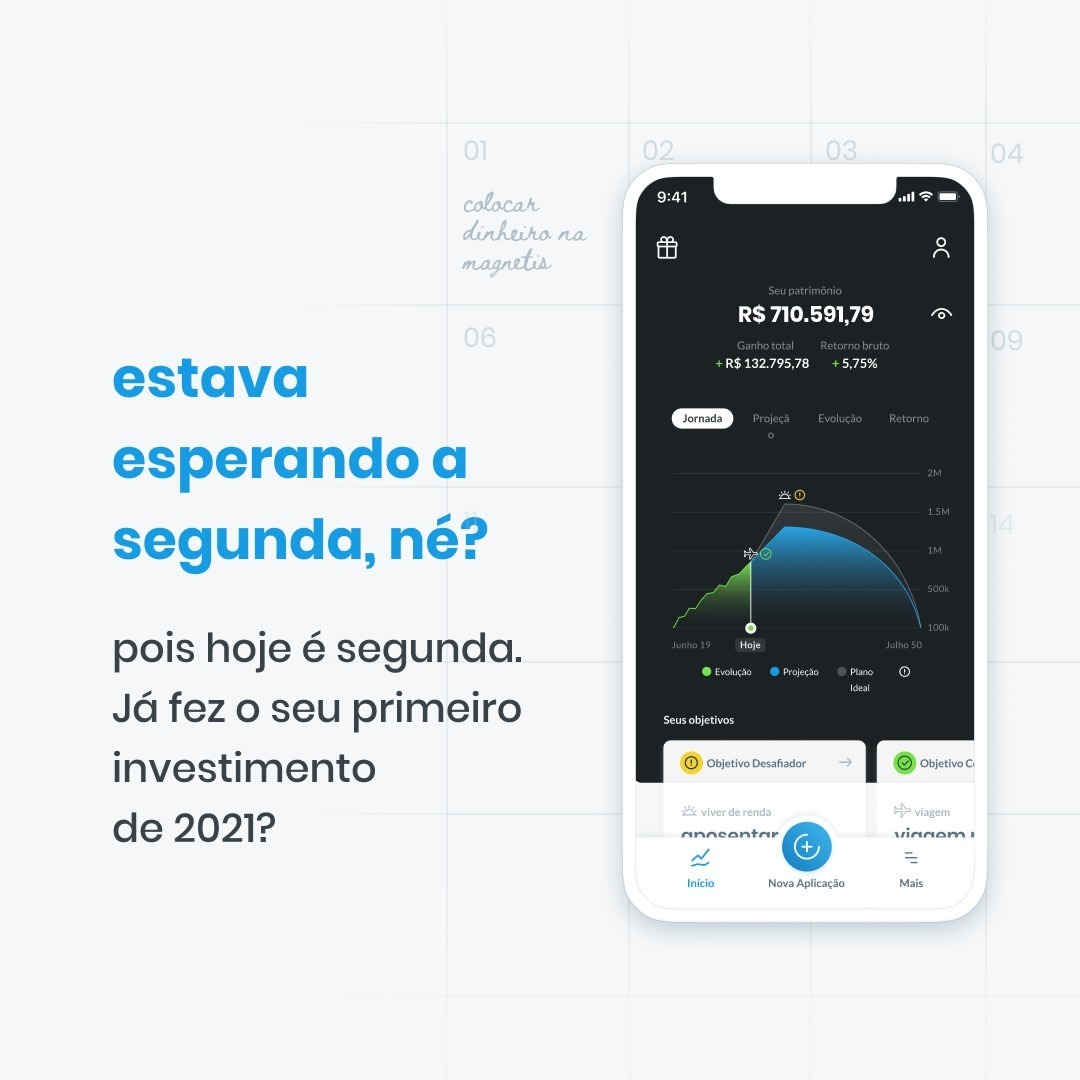 01
02
03
04
colocar
dinheiro na
magnetis
06
09
11
14
estava
esperando a
segunda, né?
pois hoje é segunda.
Já fez o seu primeiro
investimento
de 2021?
9:41
Seu patrimônio
R$ 710.591,79
Ganho total
Retorno bruto
+ R$ 132.795,78
+ 5,75%
Jornada
Projeçã
o
Evolução
Retorno
2M
1.5M
1M
500k
100k
Junho 19
Hoje
Julho 50
Evolução
Projeção
Plano
Ideal
Seus objetivos
Objetivo Desafiador
Objetivo
viver de renda
viagem
aposentar
viagem
Início
Nova Aplicação
Mais